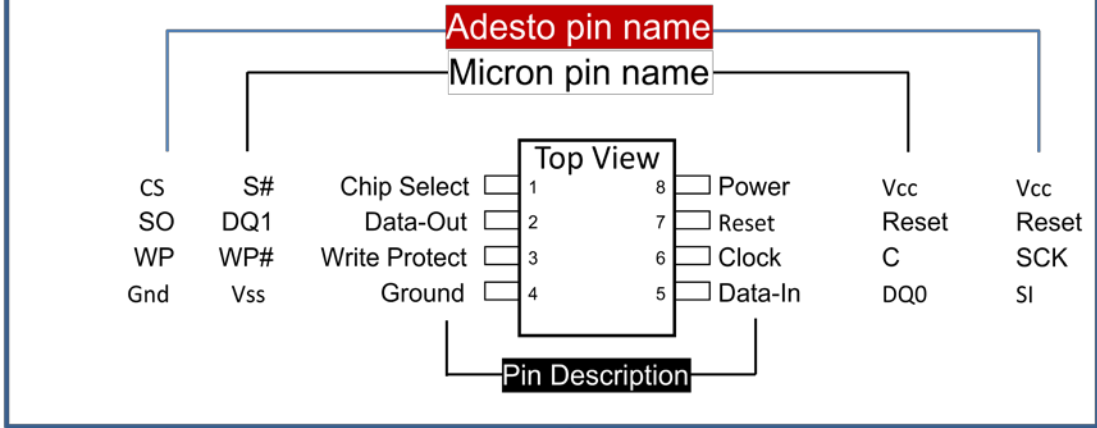 Adesto pin name
Micron pin name
Top View
CS S# Chip Select 1 8 Power Vcc Vcc
SO DQ1 Data-Out 2 7 Reset Reset Reset
WP WP# Write Protect 3 6 Clock C SCK
Gnd Vss Ground 4 5 Data-In DQ0 SI
Pin Description